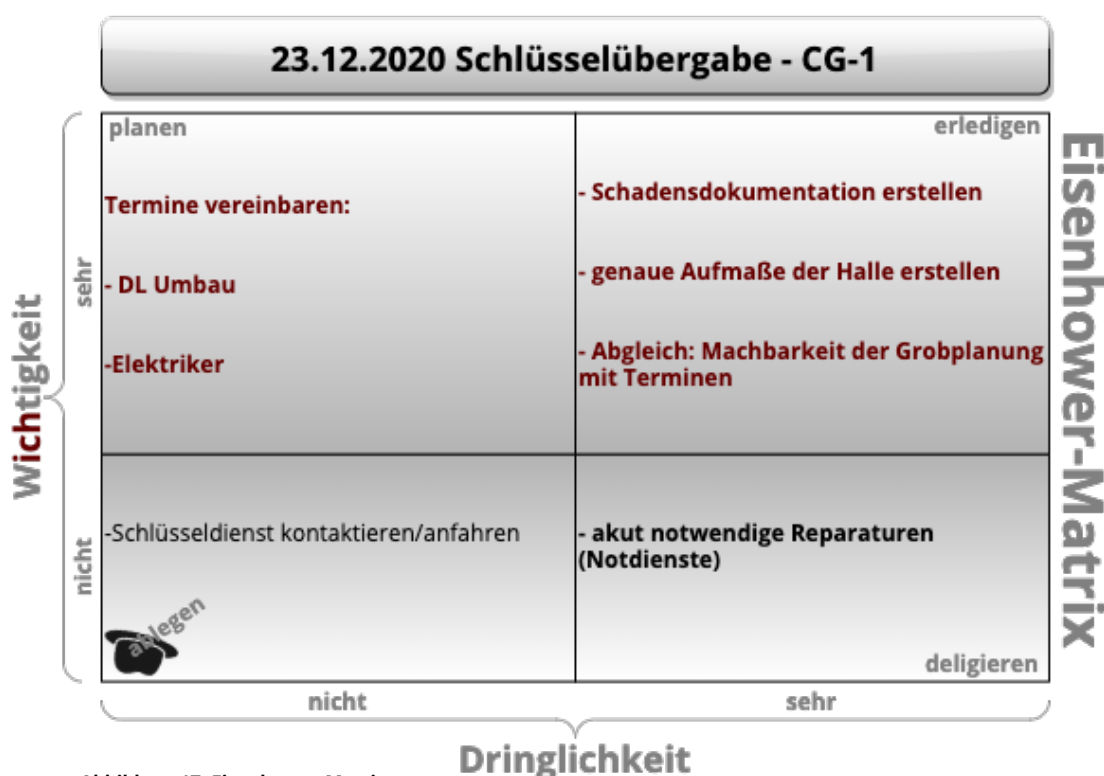 23.12.2020 Schlüsselübergabe - CG-1
planen
erledigen
Termine vereinbaren:
- DL Umbau
-Elektriker
- Schadensdokumentation erstellen
- genaue Aufmaße der Halle erstellen
- Abgleich: Machbarkeit der Grobplanung
mit Terminen
-Schlüsseldienst kontaktieren/anfahren
ablegen
- akut notwendige Reparaturen
(Notdienste)
deligieren
sehr
nicht
Wichtigkeit
Eisenhower-Matrix
nicht
sehr
Dringlichkeit